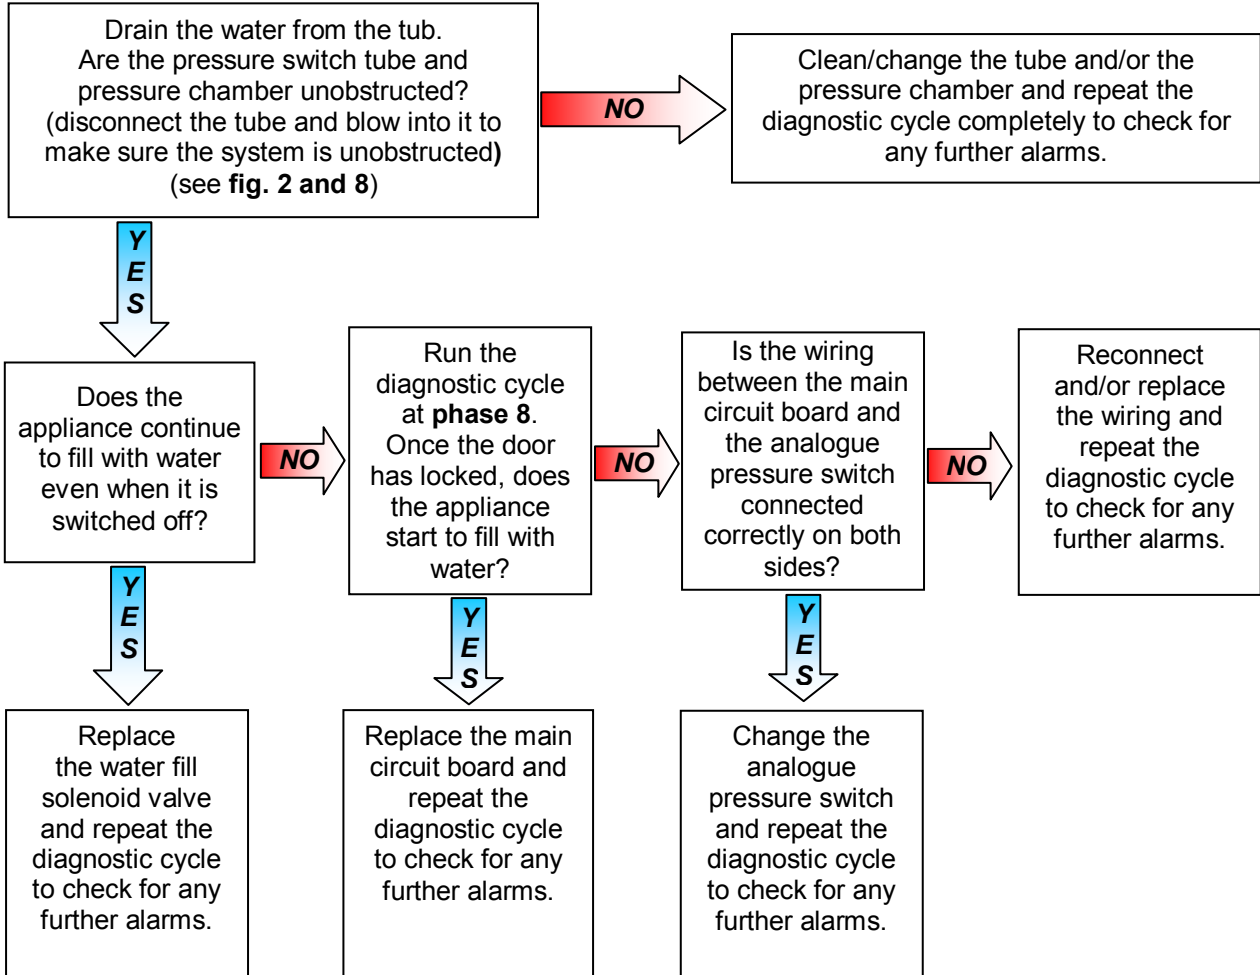 Drain the water from the tub.
Are the pressure switch tube and
pressure chamber unobstructed?
(disconnect the tube and blow into it to
make sure the system is unobstructed)
(see fig. 2 and 8)
NO
Clean/change the tube and/or the
pressure chamber and repeat the
diagnostic cycle completely to check for
any further alarms.
Y
E
S
Does the
appliance continue
to fill with water
even when it is
switched off?
NO
Run the
diagnostic cycle
at phase 8.
Once the door
has locked, does
the appliance
start to fill with
water?
NO
Is the wiring
between the main
circuit board and
the analogue
pressure switch
connected
correctly on both
sides?
NO
Reconnect
and/or replace
the wiring and
repeat the
diagnostic cycle
to check for any
further alarms.
Y
E
S
Y
E
S
Y
E
S
Replace
the water fill
solenoid valve
and repeat the
diagnostic cycle
to check for any
further alarms.
Replace the main
circuit board and
repeat the
diagnostic cycle
to check for any
further alarms.
Change the
analogue
pressure switch
and repeat the
diagnostic cycle
to check for any
further alarms.